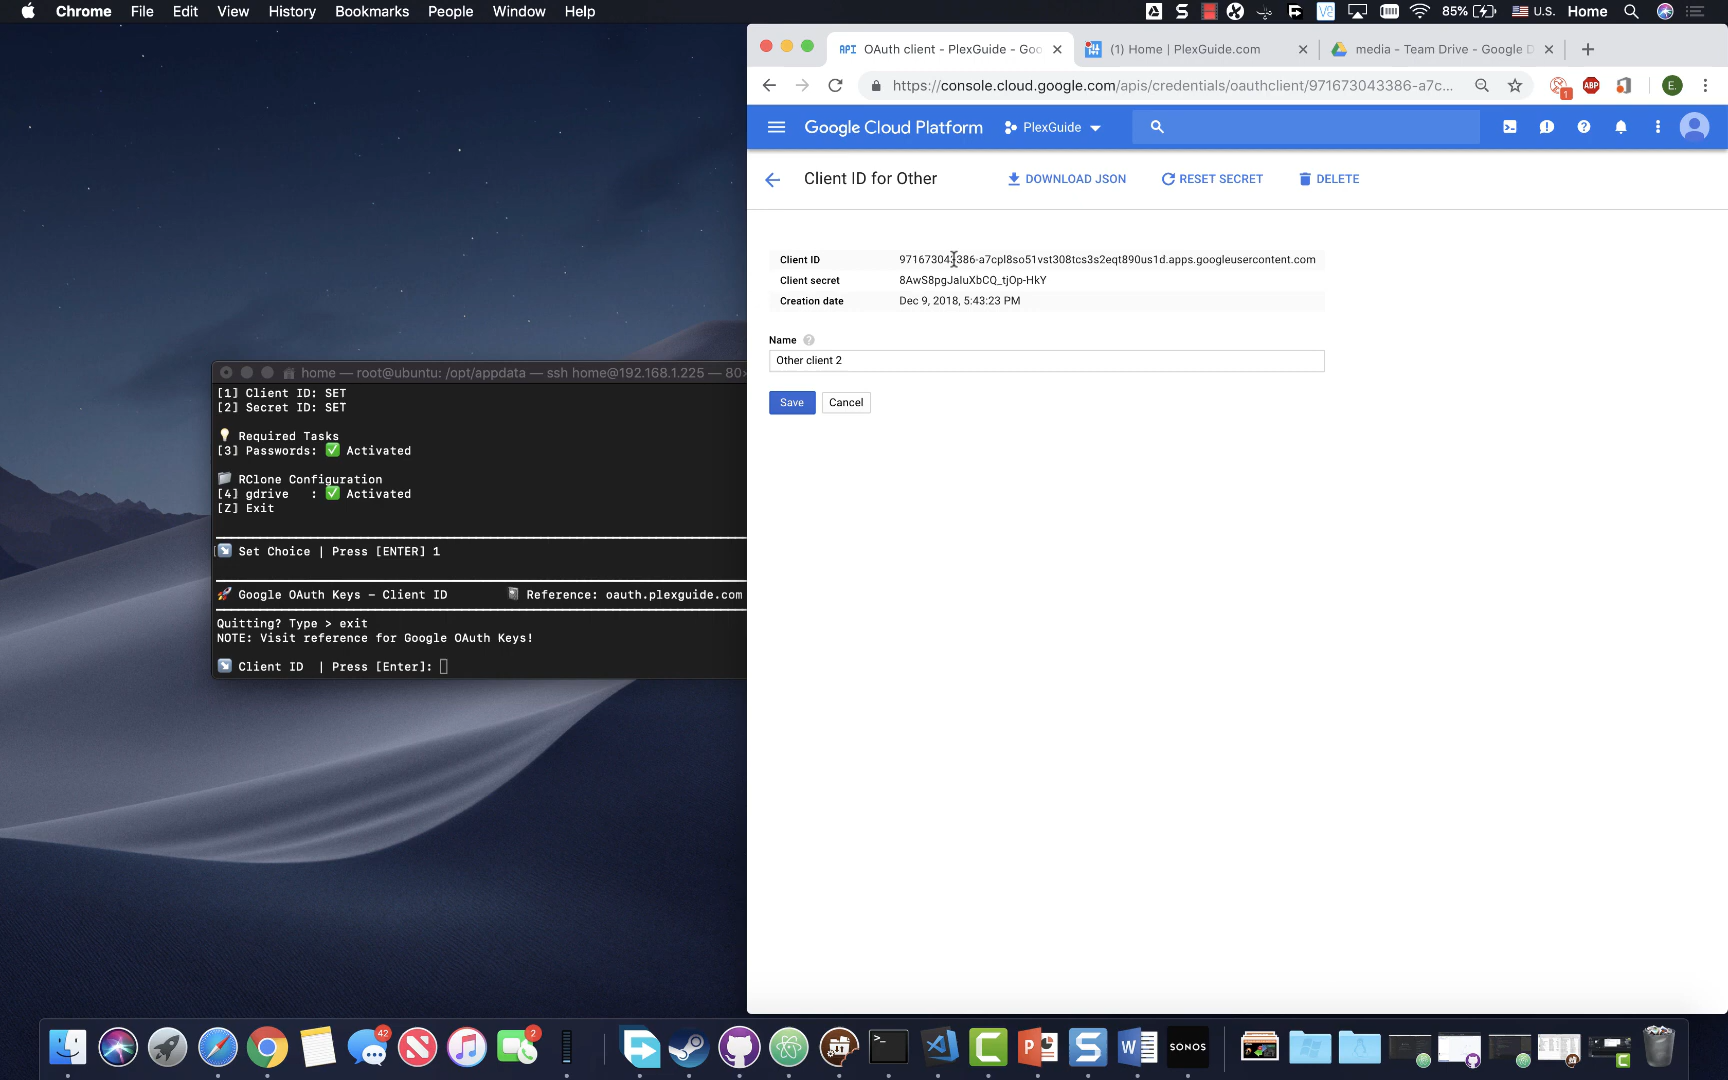 Chrome File Edit View History Bookmarks People Window Help
85% U.S. Home
API OAuth client - PlexGuide - Goo
(1) Home | PlexGuide.com
media - Team Drive - Google D
https://console.cloud.google.com/apis/credentials/oauthclient/971673043386-a7c...
1
ABP
E.
Google Cloud Platform
PlexGuide
Client ID for Other
DOWNLOAD JSON
RESET SECRET
DELETE
Client ID 971673043386-a7cpl8so51vst308tcs3s2eqt890us1d.apps.googleusercontent.com
Client secret 8AwS8pgJaIuXbCQ_tjOp-HkY
Creation date Dec 9, 2018, 5:43:23 PM
Name
Other client 2
Save
Cancel
home — root@ubuntu: /opt/appdata — ssh home@192.168.1.225 — 80×
[1] Client ID: SET
[2] Secret ID: SET
Required Tasks
[3] Passwords: ✅ Activated
RClone Configuration
[4] gdrive : ✅ Activated
[Z] Exit
Set Choice | Press [ENTER] 1
🚀 Google OAuth Keys – Client ID Reference: oauth.plexguide.com
Quitting? Type > exit
NOTE: Visit reference for Google OAuth Keys!
Client ID | Press [Enter]:
42
2
SONOS